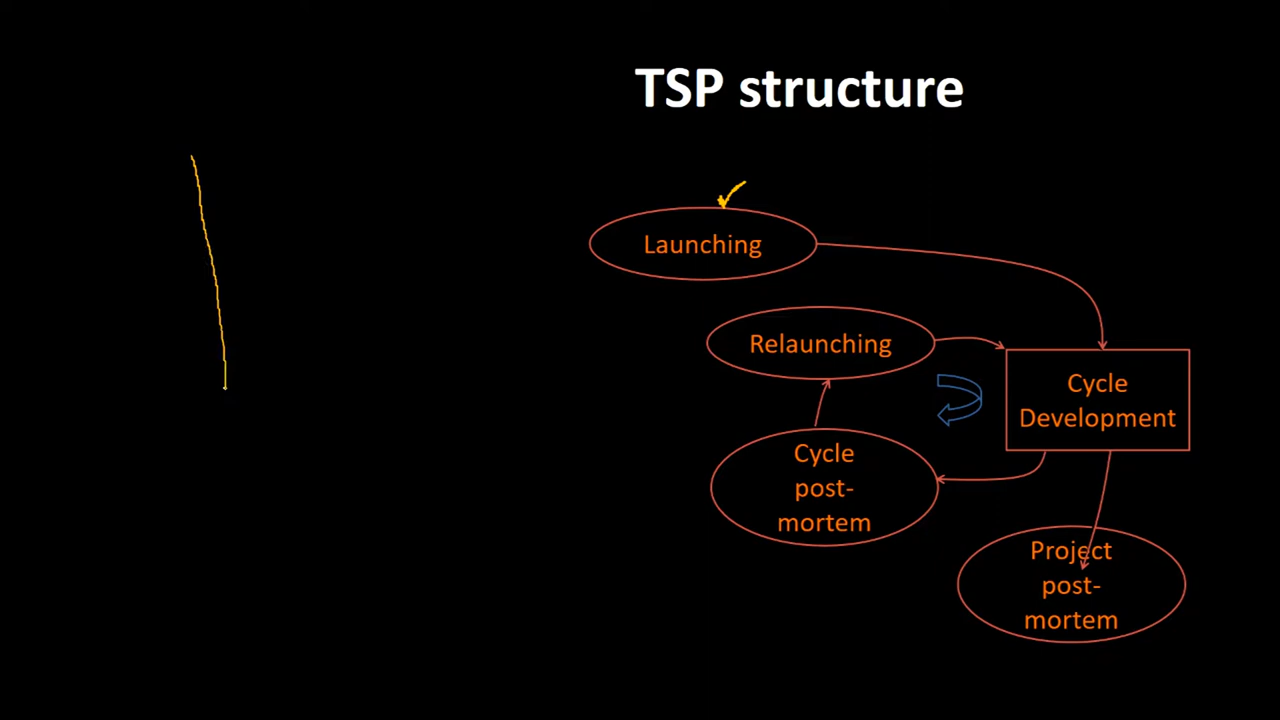 TSP structure
Launching
Relaunching
Cycle
Development
Cycle
post-
mortem
Project
post-
mortem